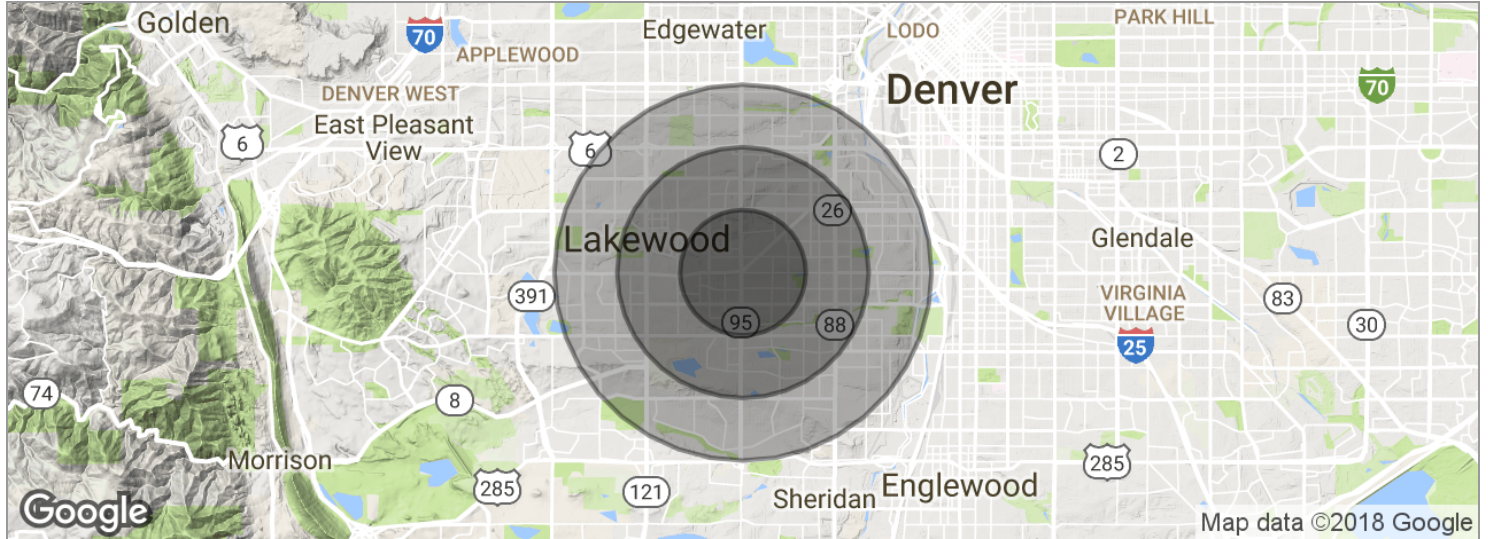 Golden
70
APPLEWOOD
Edgewater
LODO
PARK HILL
Denver
70
DENVER WEST
East Pleasant
View
6
6
2
26
Lakewood
Glendale
391
95
88
VIRGINIA
VILLAGE
83
30
25
74
8
Morrison
285
121
Sheridan
Englewood
285
Google
Map data ©2018 Google